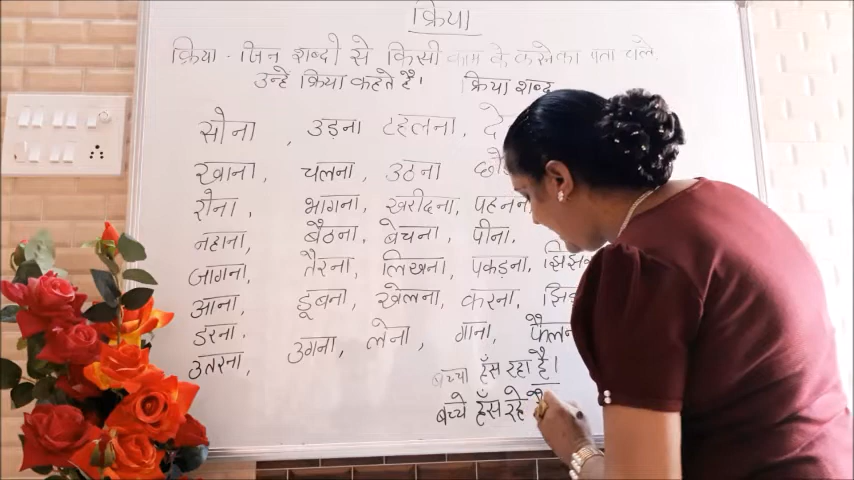 क्रिया
क्रिया - जिन शब्दो से किसी काम के करनेका पता चले
उन्हे क्रिया कहते है। क्रिया शब्द
सोना , उड़ना टहलना,
खाना, चलना, उठना
रोना, भागना, खरीदना,
नहाना, बैठना, बेचना, पीना.
जागना, तैरना, लिखना, पकड़ना,
आना, डूबना, खेलना, करना,
डरना. उगना, लेना, गाना,
उतरना,
बच्चा हँस रहा है।
बच्चे हँस रहे